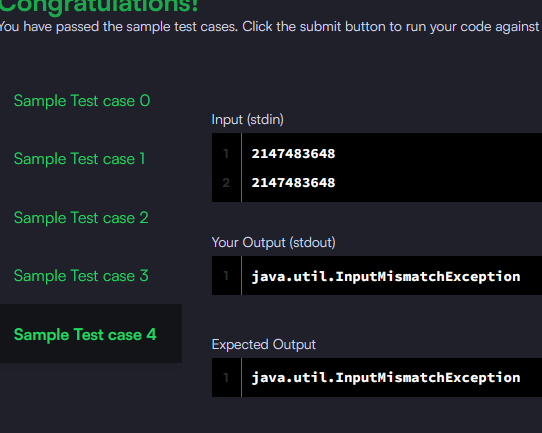 Congratulations!
You have passed the sample test cases. Click the submit button to run your code against
Sample Test case 0
Sample Test case 1
Sample Test case 2
Sample Test case 3
Sample Test case 4
Input (stdin)
1 2147483648
2 2147483648
Your Output (stdout)
1 java.util.InputMismatchException
Expected Output
1 java.util.InputMismatchException